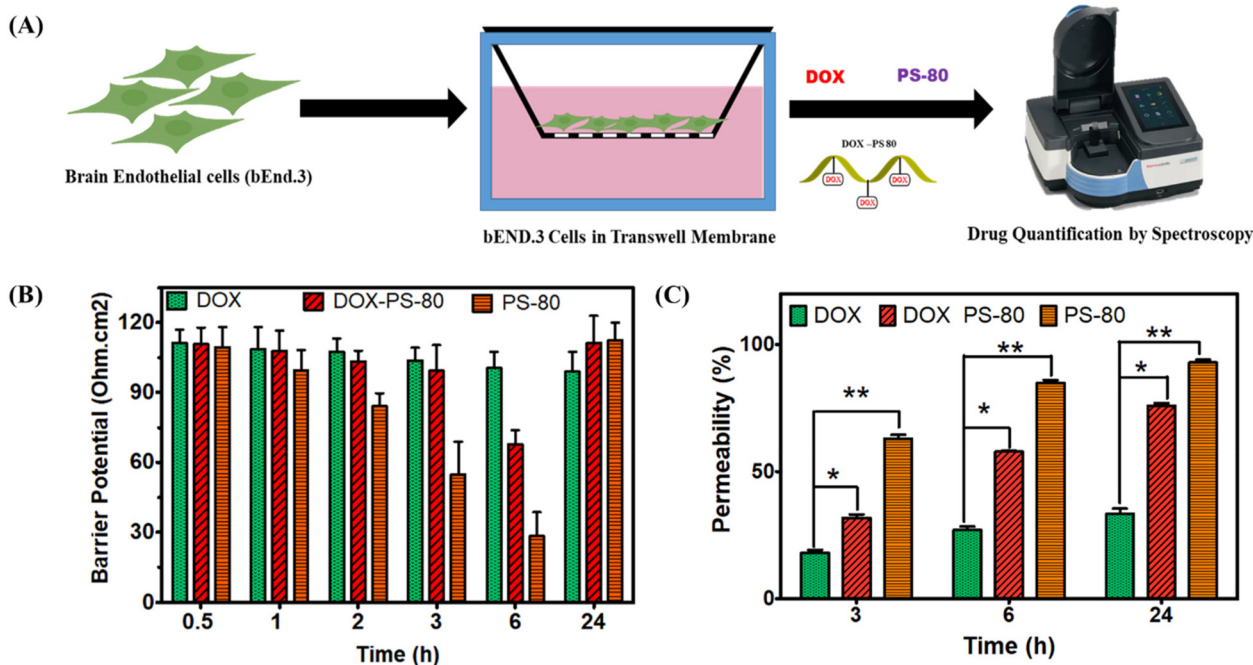 (A)
Brain Endothelial cells (bEnd.3)
bEND.3 Cells in Transwell Membrane
DOX
PS-80
DOX –PS 80
DOX
DOX
DOX
Drug Quantification by Spectroscopy
(B)
DOX
DOX-PS-80
PS-80
Barrier Potential (Ohm.cm2)
120
90
60
30
0
0.5 1 2 3 6 24
Time (h)
(C)
DOX
DOX PS-80
PS-80
Permeability (%)
100
50
0
**
*
**
*
**
*
3 6 24
Time (h)